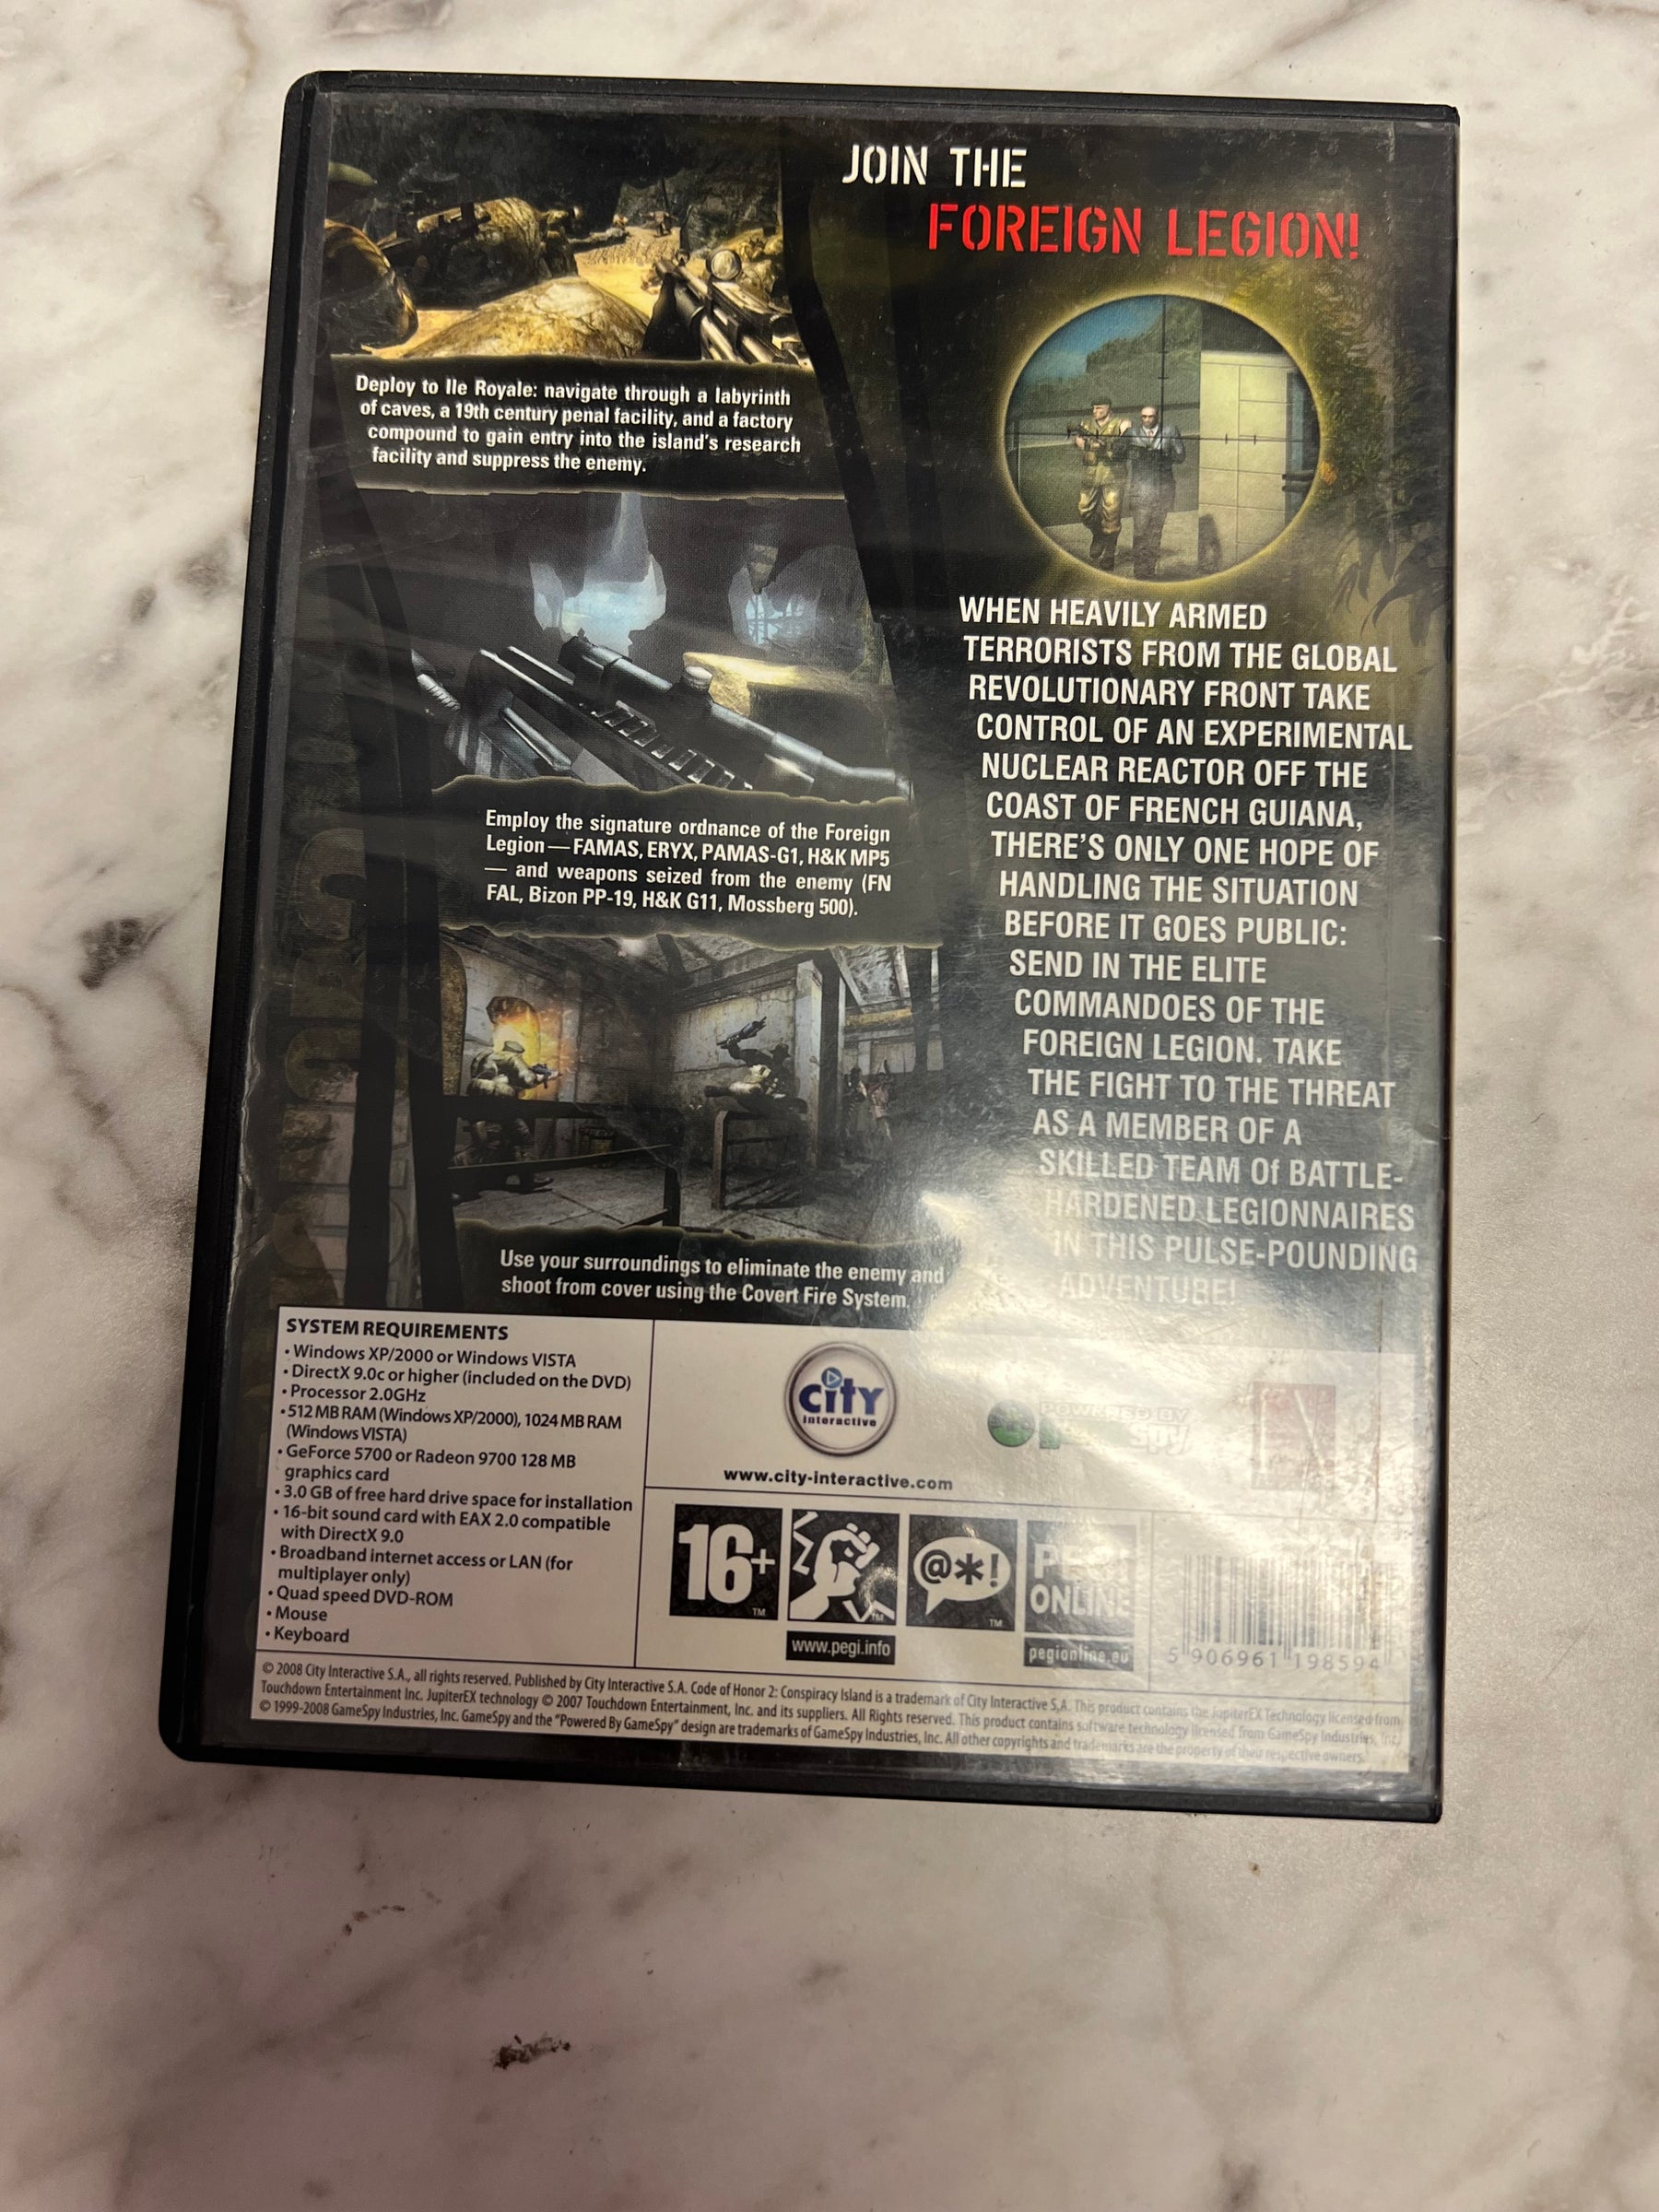 JOIN THE
FOREIGN LEGION!
Deploy to Ile Royale: navigate through a labyrinth
of caves, a 19th century penal facility, and a factory
compound to gain entry into the island's research
facility and suppress the enemy.
Employ the signature ordnance of the Foreign
Legion — FAMAS, ERYX, PAMAS-G1, H&K MP5
— and weapons seized from the enemy (FN
FAL, Bizon PP-19, H&K G11, Mossberg 500).
Use your surroundings to eliminate the enemy and
shoot from cover using the Covert Fire System.
WHEN HEAVILY ARMED
TERRORISTS FROM THE GLOBAL
REVOLUTIONARY FRONT TAKE
CONTROL OF AN EXPERIMENTAL
NUCLEAR REACTOR OFF THE
COAST OF FRENCH GUIANA,
THERE'S ONLY ONE HOPE OF
HANDLING THE SITUATION
BEFORE IT GOES PUBLIC:
SEND IN THE ELITE
COMMANDOES OF THE
FOREIGN LEGION. TAKE
THE FIGHT TO THE THREAT
AS A MEMBER OF A
SKILLED TEAM Of BATTLE-
HARDENED LEGIONNAIRES
IN THIS PULSE-POUNDING
ADVENTURE!
SYSTEM REQUIREMENTS
• Windows XP/2000 or Windows VISTA
• DirectX 9.0c or higher (included on the DVD)
• Processor 2.0GHz
• 512 MB RAM (Windows XP/2000), 1024 MB RAM
(Windows VISTA)
• GeForce 5700 or Radeon 9700 128 MB
graphics card
• 3.0 GB of free hard drive space for installation
• 16-bit sound card with EAX 2.0 compatible
with DirectX 9.0
• Broadband internet access or LAN (for
multiplayer only)
• Quad speed DVD-ROM
• Mouse
• Keyboard
city
interactive
www.city-interactive.com
POWERED BY
spy
16+
TM
TM
@*!
TM
PEGI
ONLINE
www.pegi.info
pegionline.eu
5 906961 198594
© 2008 City Interactive S.A., all rights reserved. Published by City Interactive S.A. Code of Honor 2: Conspiracy Island is a trademark of City Interactive S.A. This product contains the JupiterEX Technology licensed from
Touchdown Entertainment Inc. JupiterEX technology © 2007 Touchdown Entertainment, Inc. and its suppliers. All Rights reserved. This product contains software technology licensed from GameSpy Industries, Inc.
© 1999-2008 GameSpy Industries, Inc. GameSpy and the "Powered By GameSpy" design are trademarks of GameSpy Industries, Inc. All other copyrights and trademarks are the property of their respective owners.